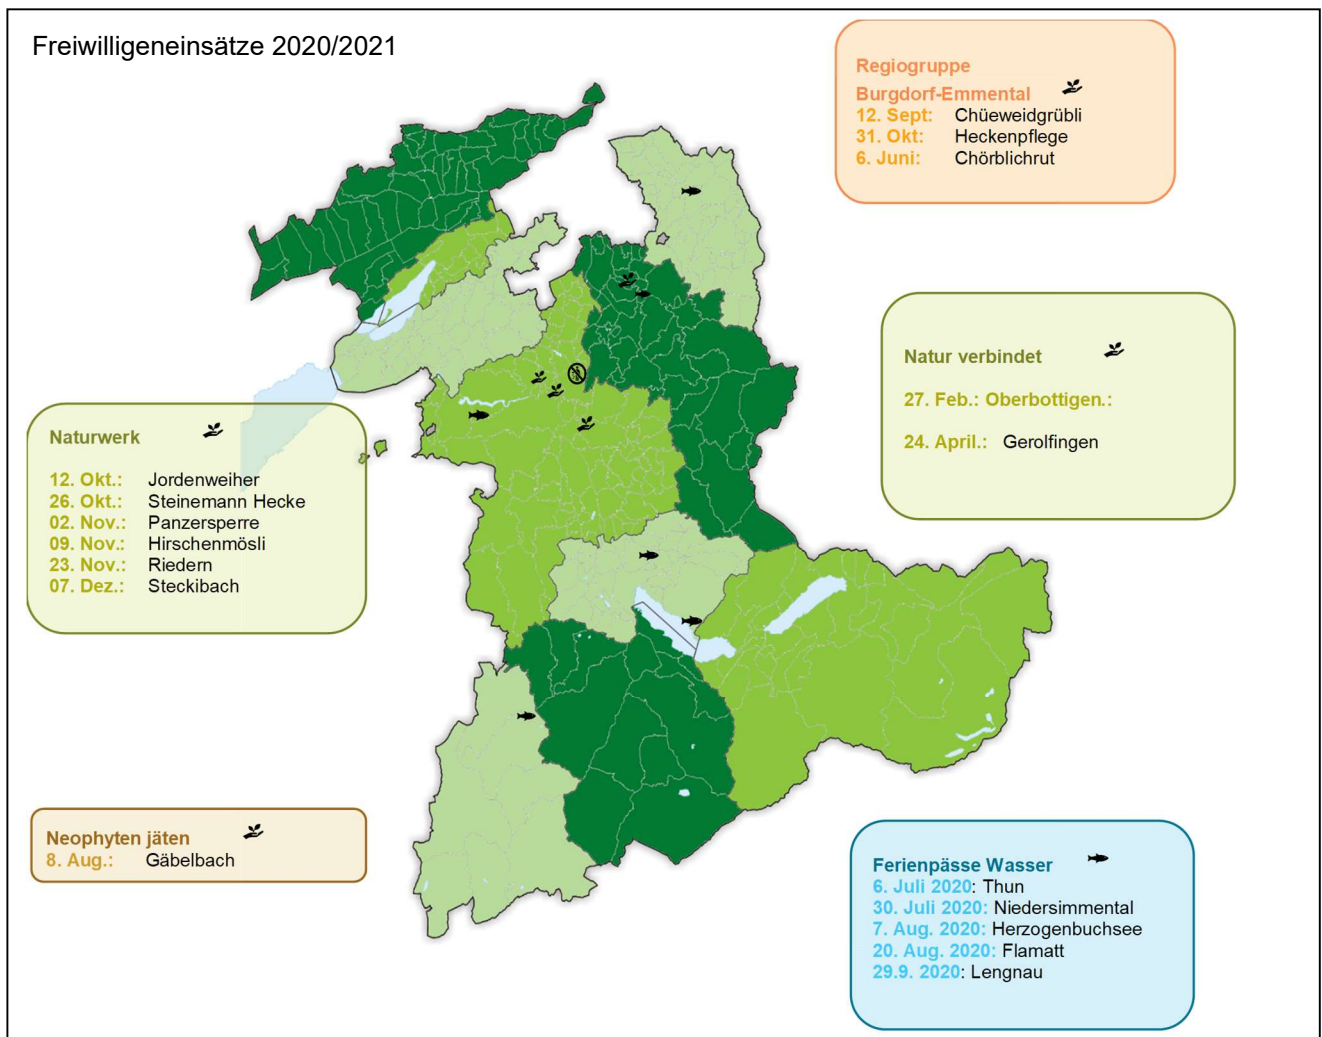 Freiwilligeneinsätze 2020/2021
Regiogruppe
Burgdorf-Emmental
12. Sept: Chüeweidgrübli
31. Okt: Heckenpflege
6. Juni: Chörblichrut
Natur verbindet
27. Feb.: Oberbottigen.:
24. April.: Gerolfingen
Naturwerk
12. Okt.: Jordenweiher
26. Okt.: Steinemann Hecke
02. Nov.: Panzersperre
09. Nov.: Hirschenmösli
23. Nov.: Riedern
07. Dez.: Steckibach
Neophyten jäten
8. Aug.: Gäbelbach
Ferienpässe Wasser
6. Juli 2020: Thun
30. Juli 2020: Niedersimmental
7. Aug. 2020: Herzogenbuchsee
20. Aug. 2020: Flamatt
29.9. 2020: Lengnau